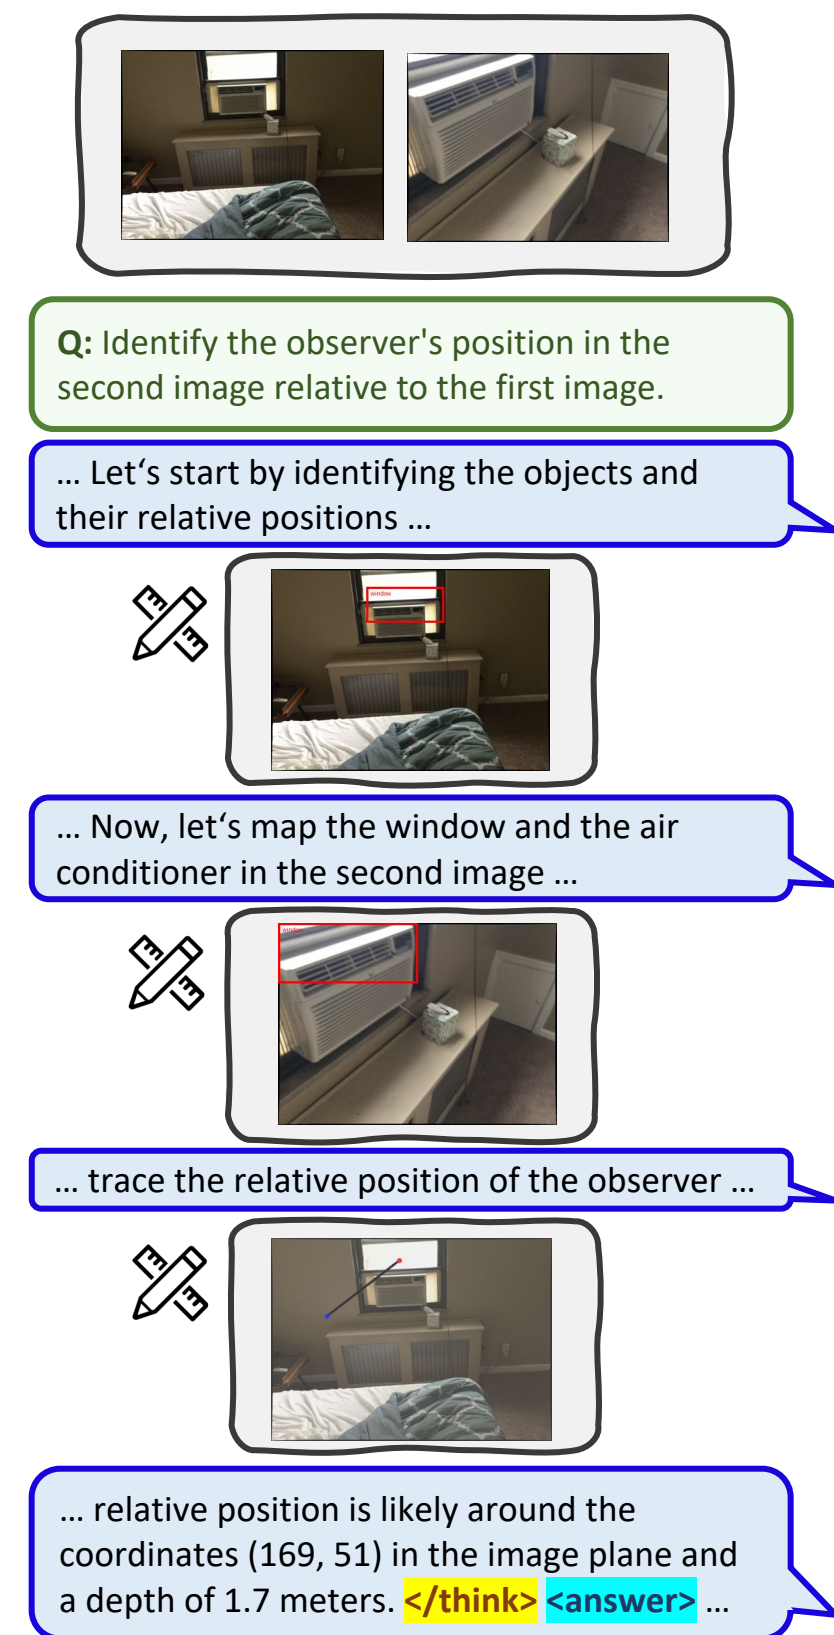 Q: Identify the observer's position in the
second image relative to the first image.
... Let‘s start by identifying the objects and
their relative positions ...
window
... Now, let‘s map the window and the air
conditioner in the second image ...
window
... trace the relative position of the observer ...
... relative position is likely around the
coordinates (169, 51) in the image plane and
a depth of 1.7 meters. </think> <answer> ...